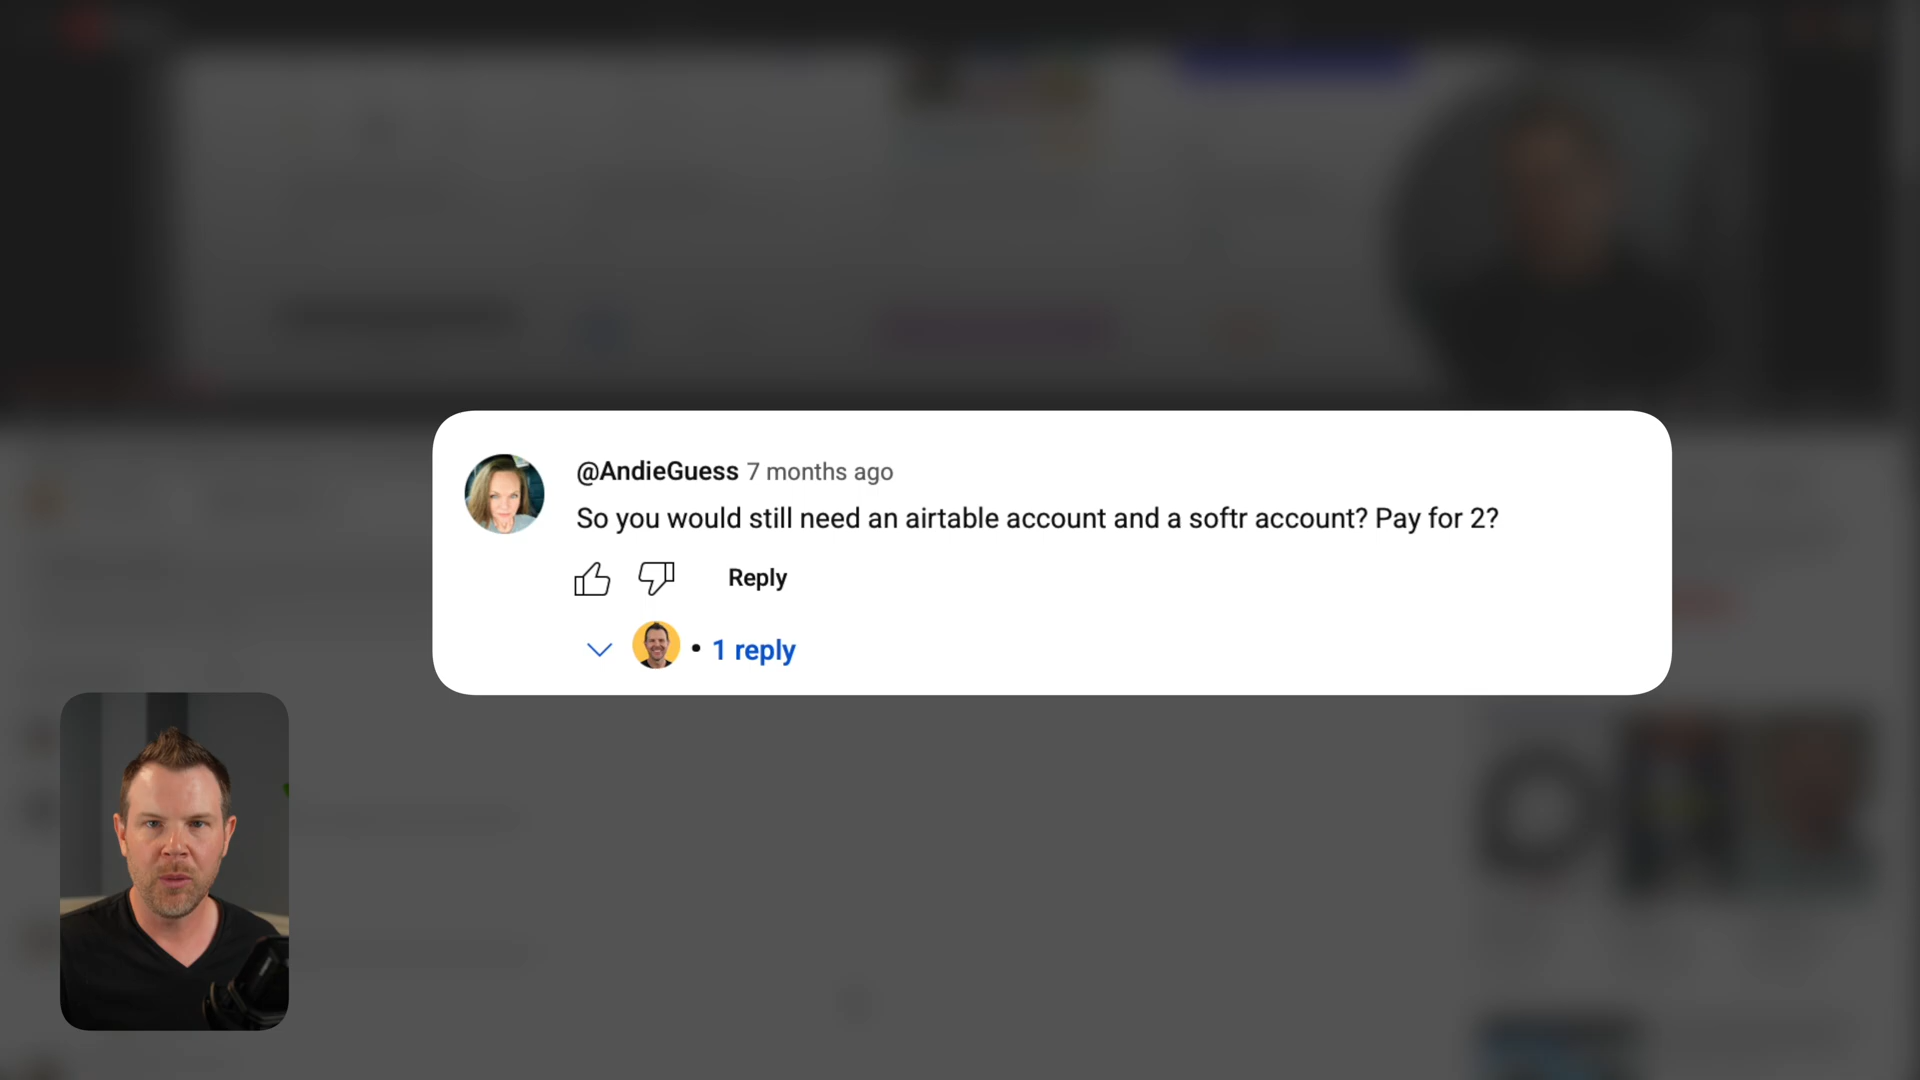 @AndieGuess 7 months ago
So you would still need an airtable account and a softr account? Pay for 2?
Reply
• 1 reply